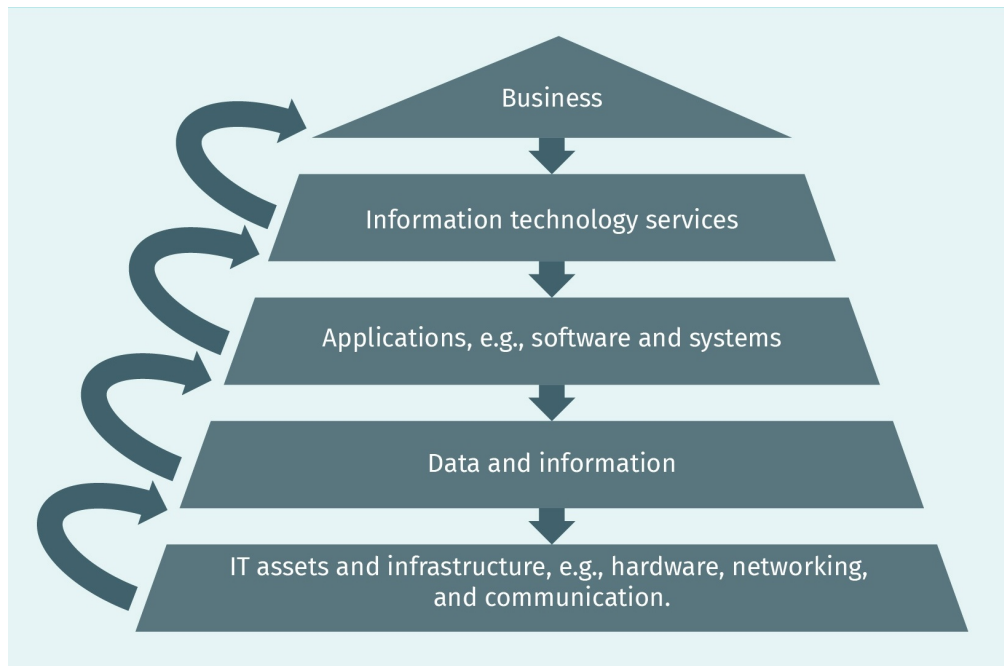 Business
Information technology services
Applications, e.g., software and systems
Data and information
IT assets and infrastructure, e.g., hardware, networking,
and communication.